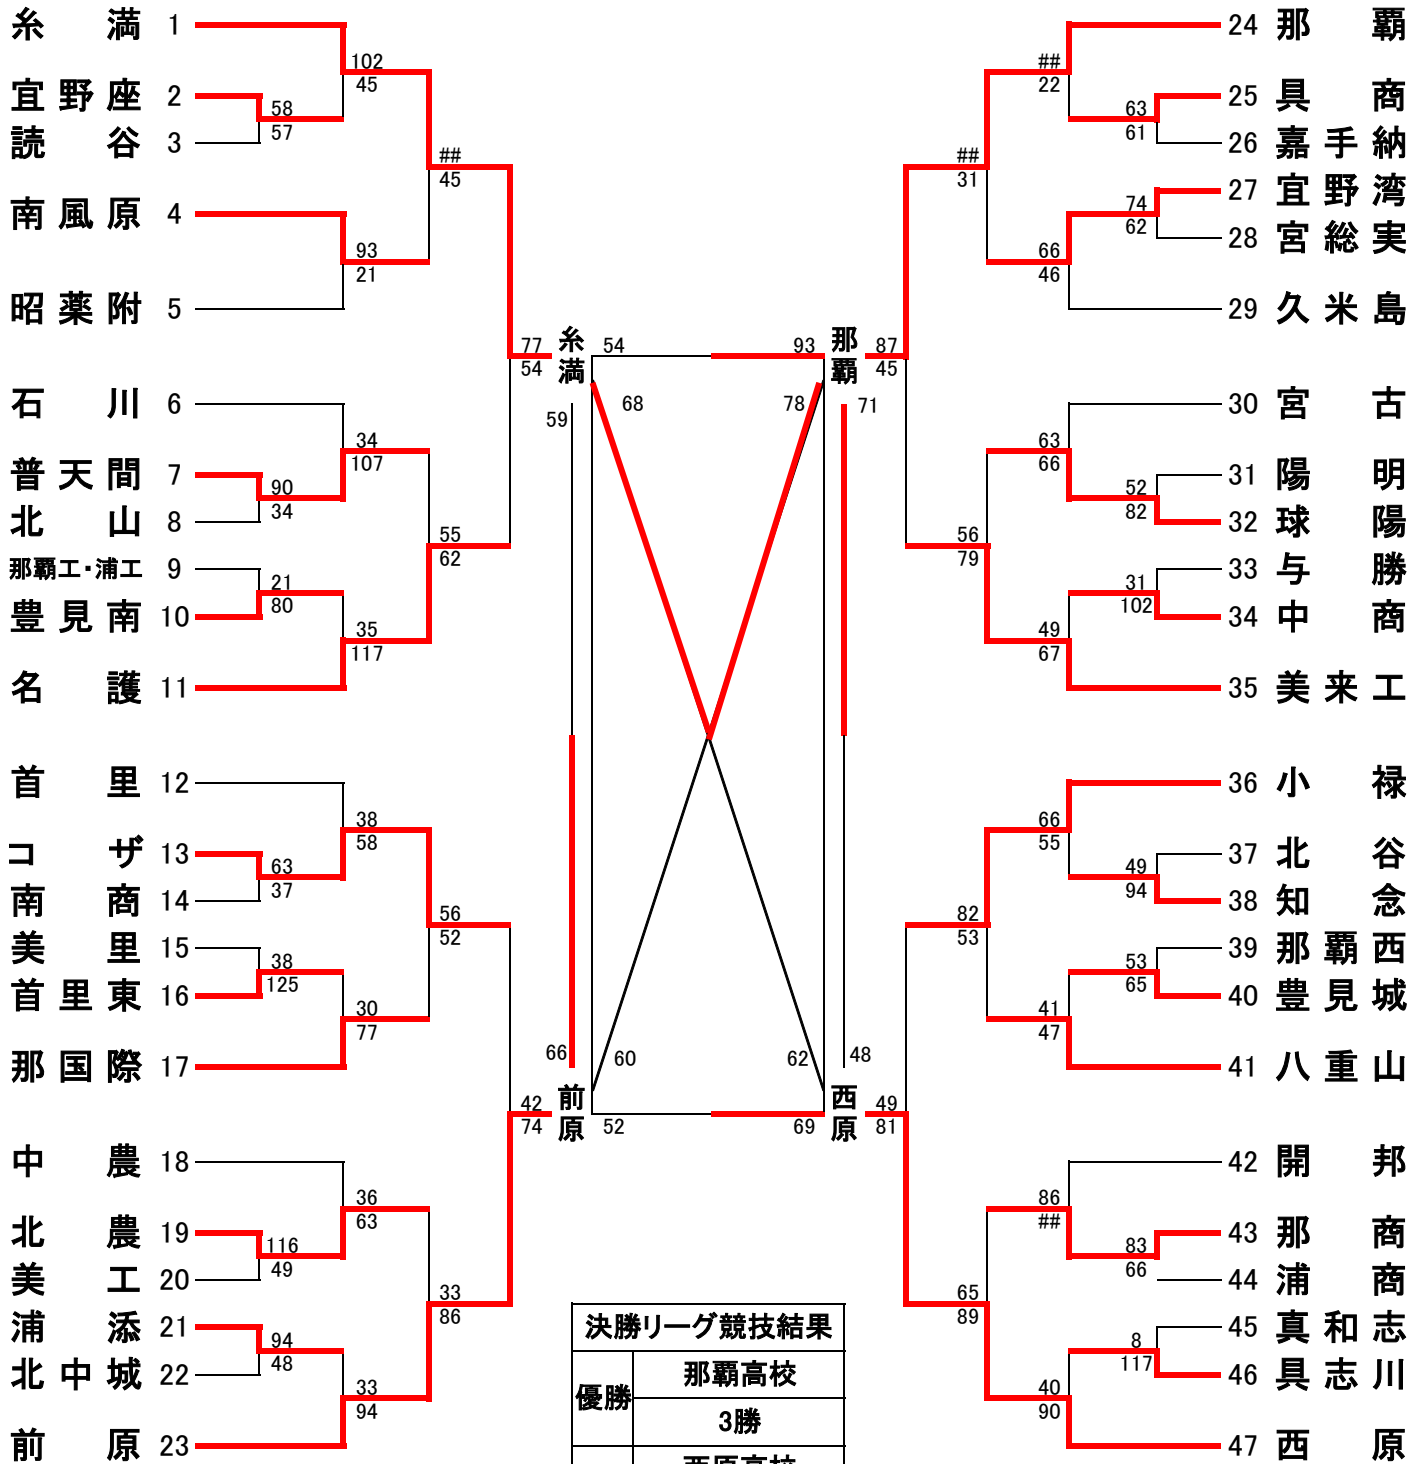 糸満 1
102
45
宜野座 2
58
57
読谷 3
##
45
南風原 4
93
21
昭薬附 5
77
54
石川 6
34
107
普天間 7
90
34
北山 8
55
62
那覇工・浦工 9
21
80
豊見南 10
35
117
名護 11
首里 12
38
58
コザ 13
63
37
南商 14
56
52
美里 15
38
125
首里東 16
30
77
那国際 17
42
74
中農 18
36
63
北農 19
116
49
美工 20
33
86
浦添 21
94
48
北中城 22
33
94
前原 23
糸満
54
68
59
那覇
93
78
71
前原
66
60
52
西原
48
62
69
24 那覇
##
22
25 具商
63
61
26 嘉手納
##
31
27 宜野湾
74
62
28 宮総実
66
46
29 久米島
87
45
30 宮古
63
66
31 陽明
52
82
32 球陽
56
79
33 与勝
31
102
34 中商
49
67
35 美来工
36 小禄
66
55
37 北谷
49
94
38 知念
82
53
39 那覇西
53
65
40 豊見城
41
47
41 八重山
49
81
42 開邦
86
##
43 那商
83
66
44 浦商
65
89
45 真和志
8
117
46 具志川
40
90
47 西原
決勝リーグ競技結果
優勝
那覇高校
3勝
西原高校